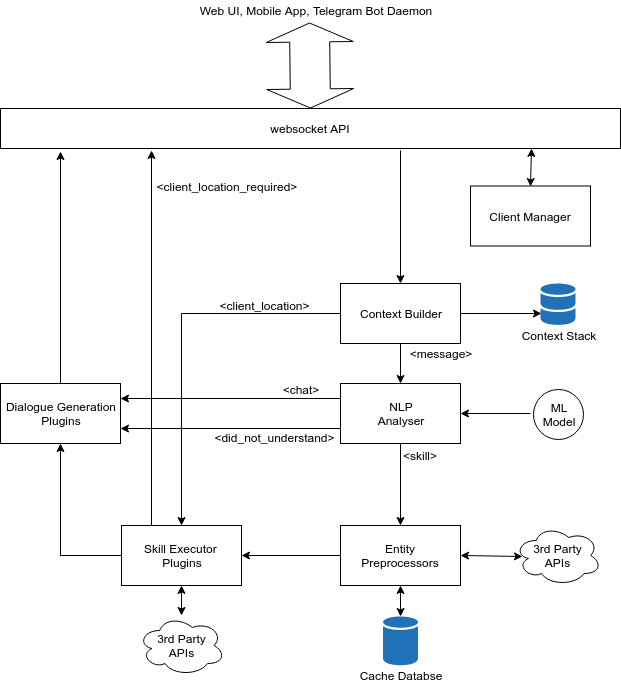 Web UI, Mobile App, Telegram Bot Daemon
websocket API
<client_location_required>
Client Manager
<client_location>
Context Builder
Context Stack
<message>
<chat>
Dialogue Generation
Plugins
NLP
Analyser
ML
Model
<did_not_understand>
<skill>
Skill Executor
Plugins
Entity
Preprocessors
3rd Party
APIs
3rd Party
APIs
Cache Databse